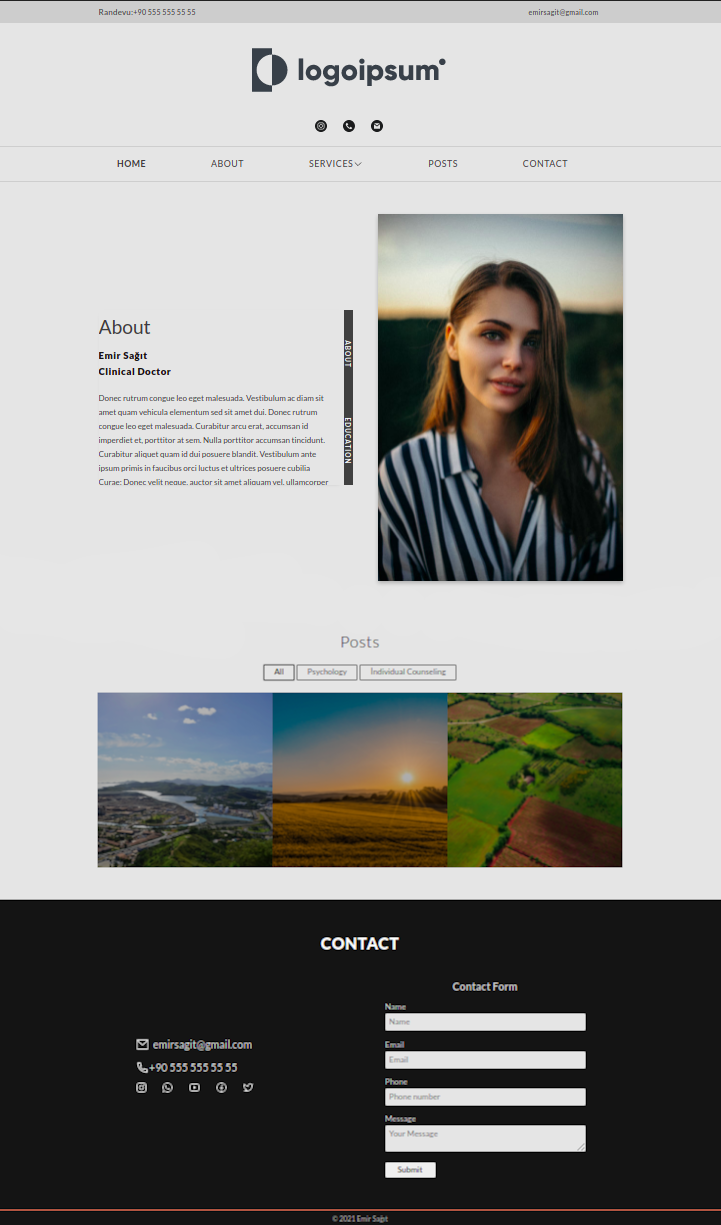 Randevu:+90 555 555 55 55
emirsagit@gmail.com
logoipsum
HOME ABOUT SERVICES POSTS CONTACT
About
Emir Sağıt
Clinical Doctor
Donec rutrum congue leo eget malesuada. Vestibulum ac diam sit
amet quam vehicula elementum sed sit amet dui. Donec rutrum
congue leo eget malesuada. Curabitur arcu erat, accumsan id
imperdiet et, porttitor at sem. Nulla porttitor accumsan tincidunt.
Curabitur aliquet quam id dui posuere blandit. Vestibulum ante
ipsum primis in faucibus orci luctus et ultrices posuere cubilia
Curae; Donec velit neque, auctor sit amet aliquam vel, ullamcorper
ABOUT
EDUCATION
Posts
All Psychology Individual Counseling
CONTACT
emirsagit@gmail.com
+90 555 555 55 55
Contact Form
Name
Name
Email
Email
Phone
Phone number
Message
Your Message
Submit
© 2021 Emir Sağıt